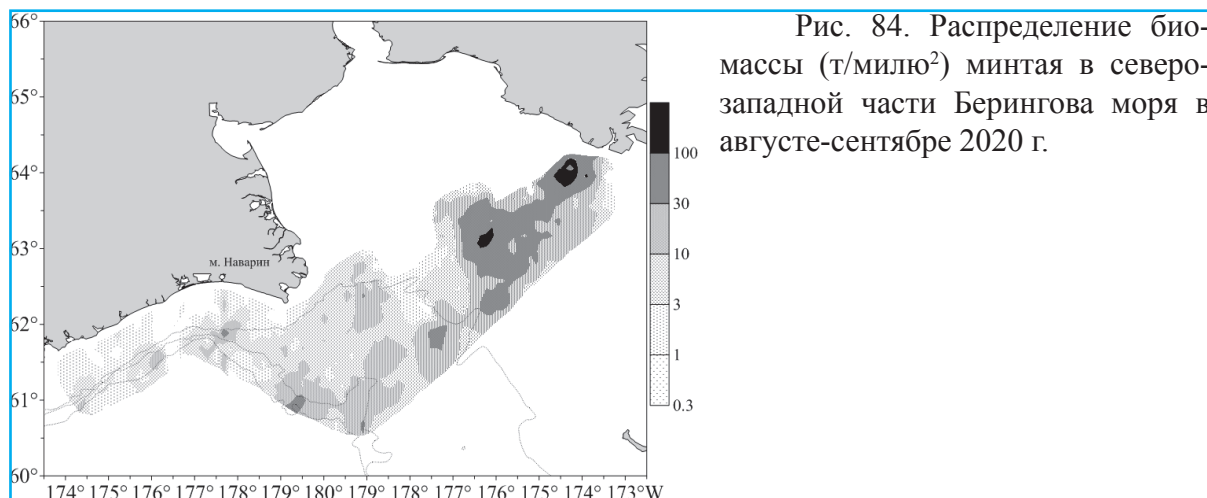 Рис. 84. Распределение био-
массы (т/милю²) минтая в северо-
западной части Берингова моря в
августе-сентябре 2020 г.
66°
65°
64°
63°
62°
61°
60°
м. Наварин
100
30
10
3
1
0.3
174° 175° 176° 177° 178° 179° 180° 179° 178° 177° 176° 175° 174° 173°W